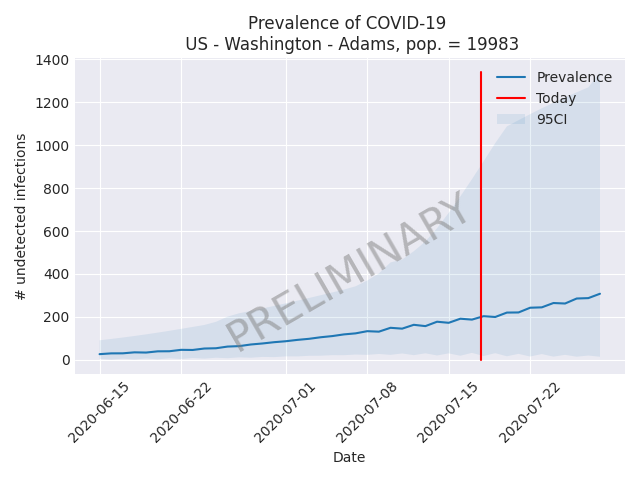 Prevalence of COVID-19
US - Washington - Adams, pop. = 19983
1400
1200
1000
800
600
400
200
0
# undetected infections
Prevalence
Today
95CI
PRELIMINARY
2020-06-15
2020-06-22
2020-07-01
2020-07-08
2020-07-15
2020-07-22
Date